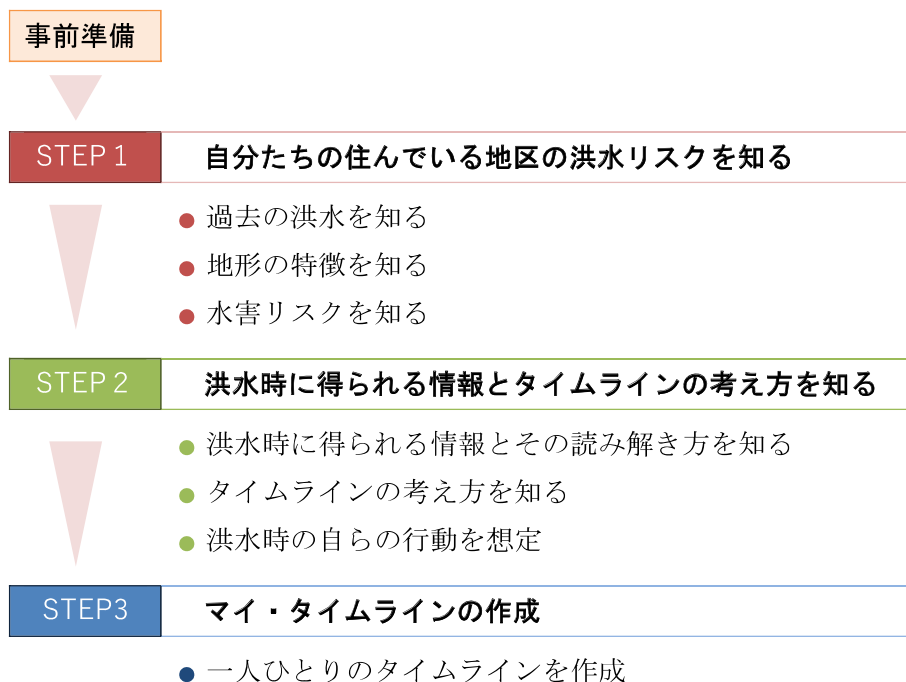 事前準備
STEP 1 自分たちの住んでいる地区の洪水リスクを知る
● 過去の洪水を知る
● 地形の特徴を知る
● 水害リスクを知る
STEP 2 洪水時に得られる情報とタイムラインの考え方を知る
● 洪水時に得られる情報とその読み解き方を知る
● タイムラインの考え方を知る
● 洪水時の自らの行動を想定
STEP3 マイ・タイムラインの作成
● 一人ひとりのタイムラインを作成